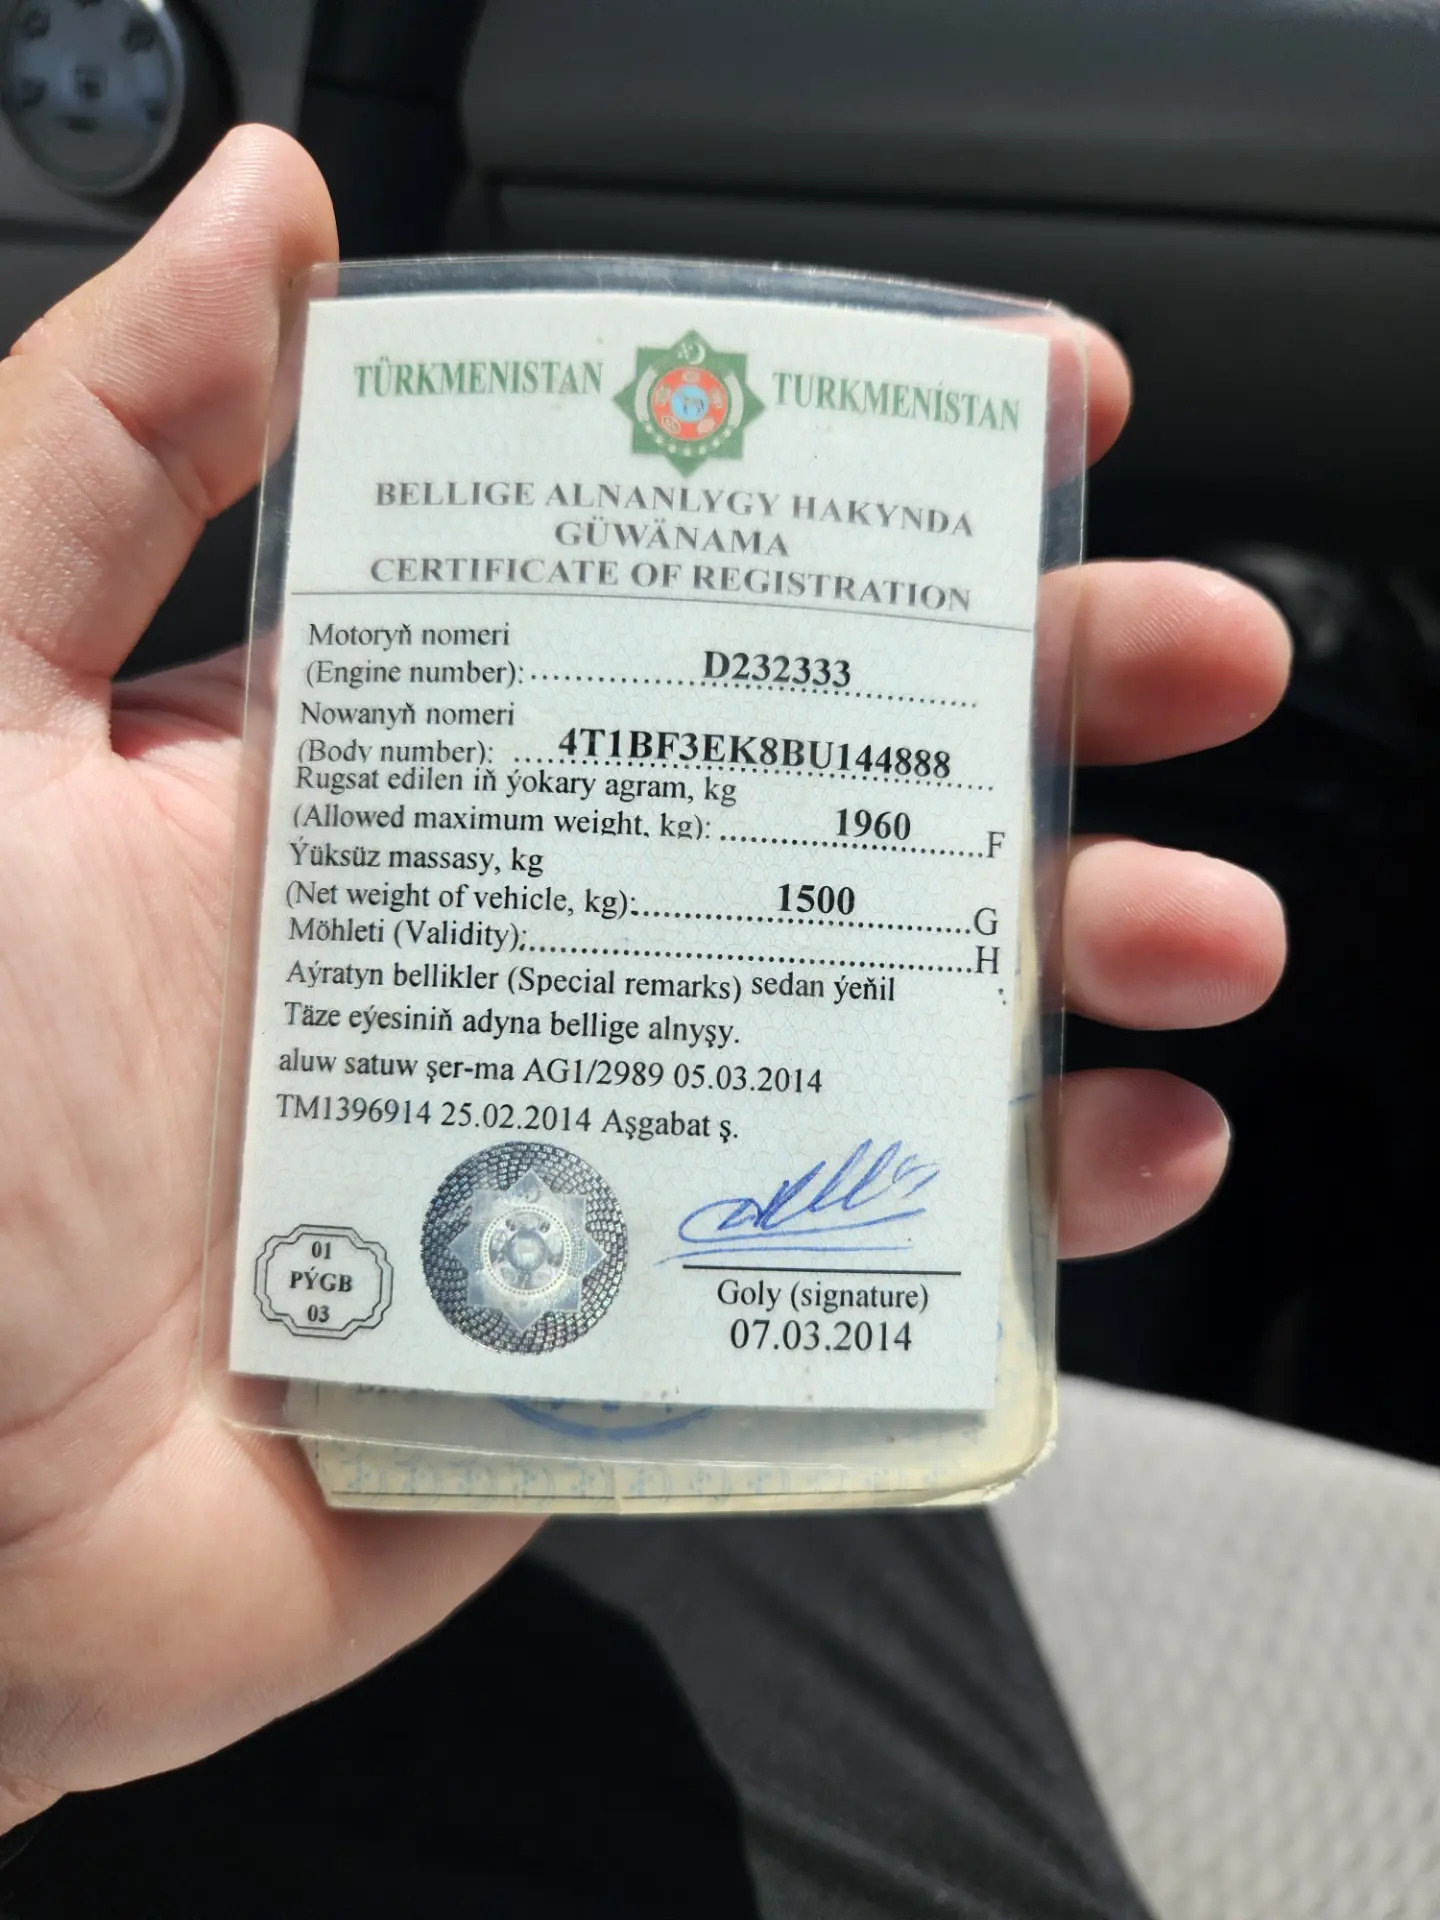 TÜRKMENISTAN TURKMENİSTAN
BELLIGE ALNANLYGY HAKYNDA
GÜWÄNAMA
CERTIFICATE OF REGISTRATION
Motoryň nomeri
(Engine number):.....................D232333..............
Nowanyň nomeri
(Body number): ....4T1BF3EK8BU144888....
Rugsat edilen iň ýokary agram, kg
(Allowed maximum weight, kg):............1960..........F
Ýüksüz massasy, kg
(Net weight of vehicle, kg):...............1500..............G
Möhleti (Validity):.............................................H
Aýratyn bellikler (Special remarks) sedan ýeňil
Täze eýesiniň adyna bellige alnyşy.
aluw satuw şer-ma AG1/2989 05.03.2014
TM1396914 25.02.2014 Aşgabat ş.
01
PÝGB
03
Goly (signature)
07.03.2014